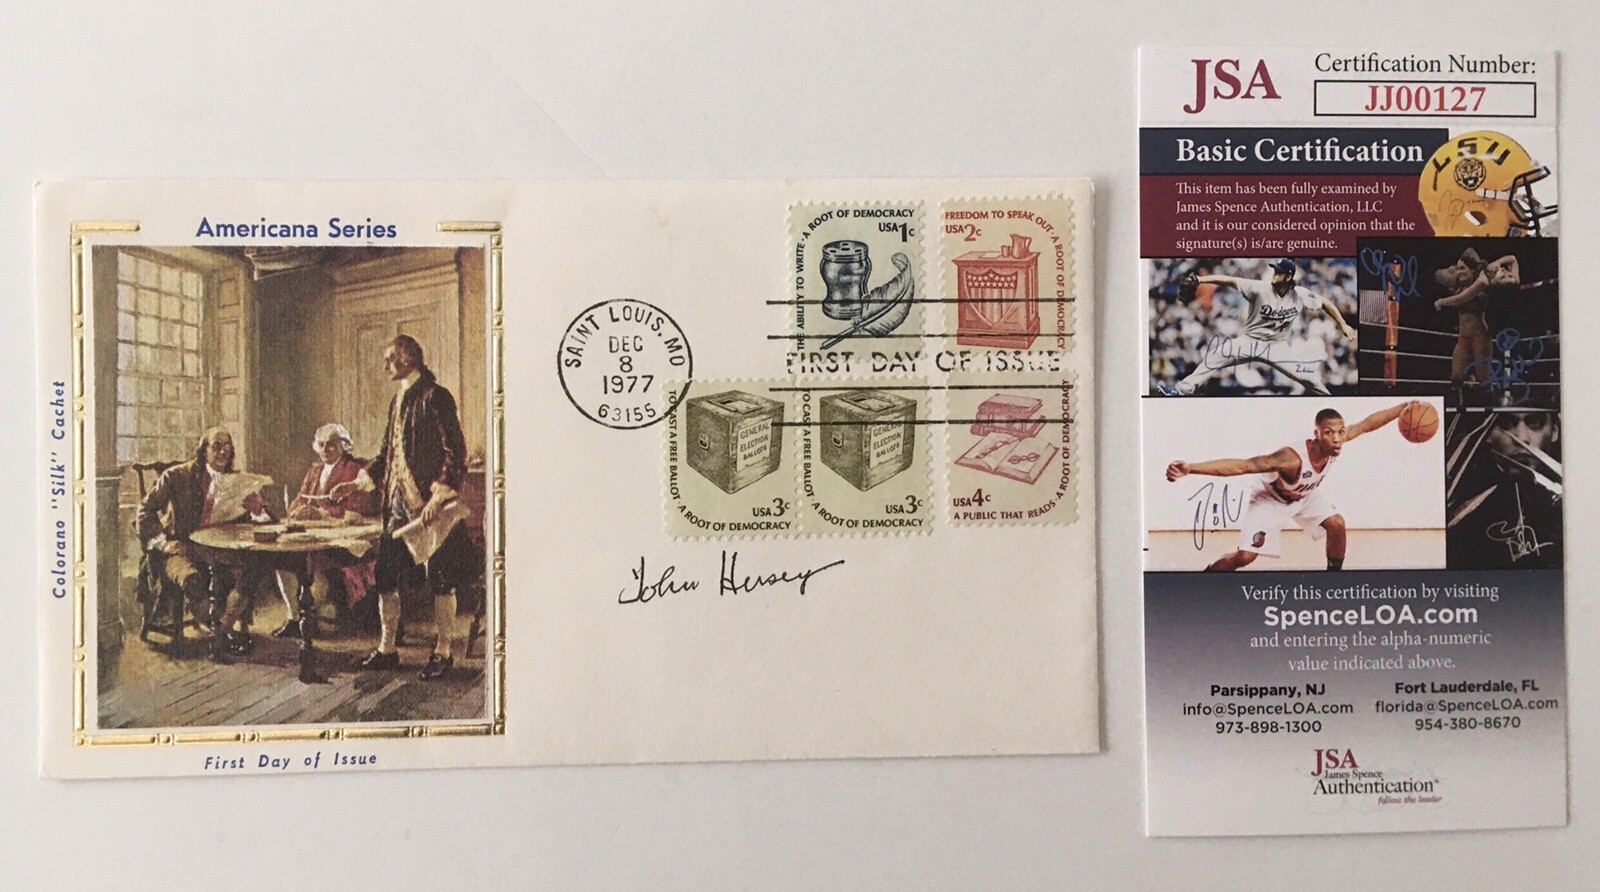 Americana Series
Colorano "Silk" Cachet
First Day of Issue
SAINT LOUIS, MO
DEC
8
1977
63155
THE ABILITY TO WRITE · A ROOT OF DEMOCRACY
USA 1c
FREEDOM TO SPEAK OUT · A ROOT OF DEMOCRACY
USA 2c
FIRST DAY OF ISSUE
TO CAST A FREE BALLOT · A ROOT OF DEMOCRACY
GENERAL
ELECTION
BALLOTS
USA 3c
TO CAST A FREE BALLOT · A ROOT OF DEMOCRACY
GENERAL
ELECTION
BALLOTS
USA 3c
USA 4c
A PUBLIC THAT READS · A ROOT OF DEMOCRACY
John Hersey
JSA
Certification Number:
JJ00127
Basic Certification
This item has been fully examined by
James Spence Authentication, LLC
and it is our considered opinion that the
signature(s) is/are genuine.
LSU
Dodgers
Verify this certification by visiting
SpenceLOA.com
and entering the alpha-numeric
value indicated above.
Parsippany, NJ
info@SpenceLOA.com
973-898-1300
Fort Lauderdale, FL
florida@SpenceLOA.com
954-380-8670
JSA
James Spence
Authentication™
follow the leader